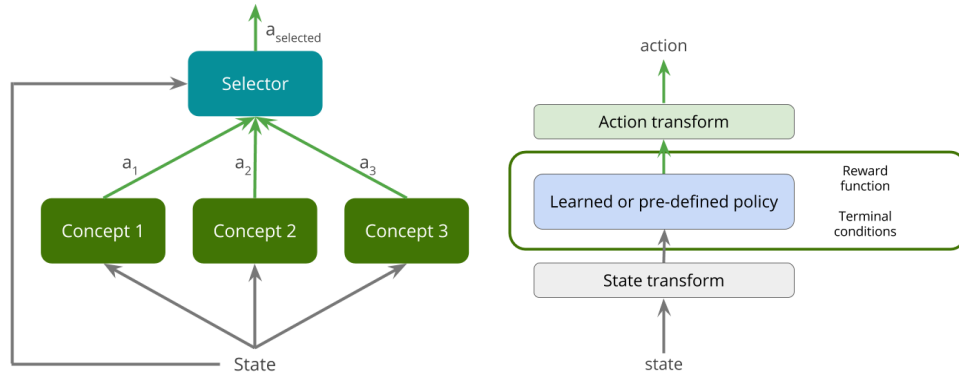 a_selected
Selector
a_1
a_2
a_3
Concept 1
Concept 2
Concept 3
State
action
Action transform
Learned or pre-defined policy
Reward
function
Terminal
conditions
State transform
state